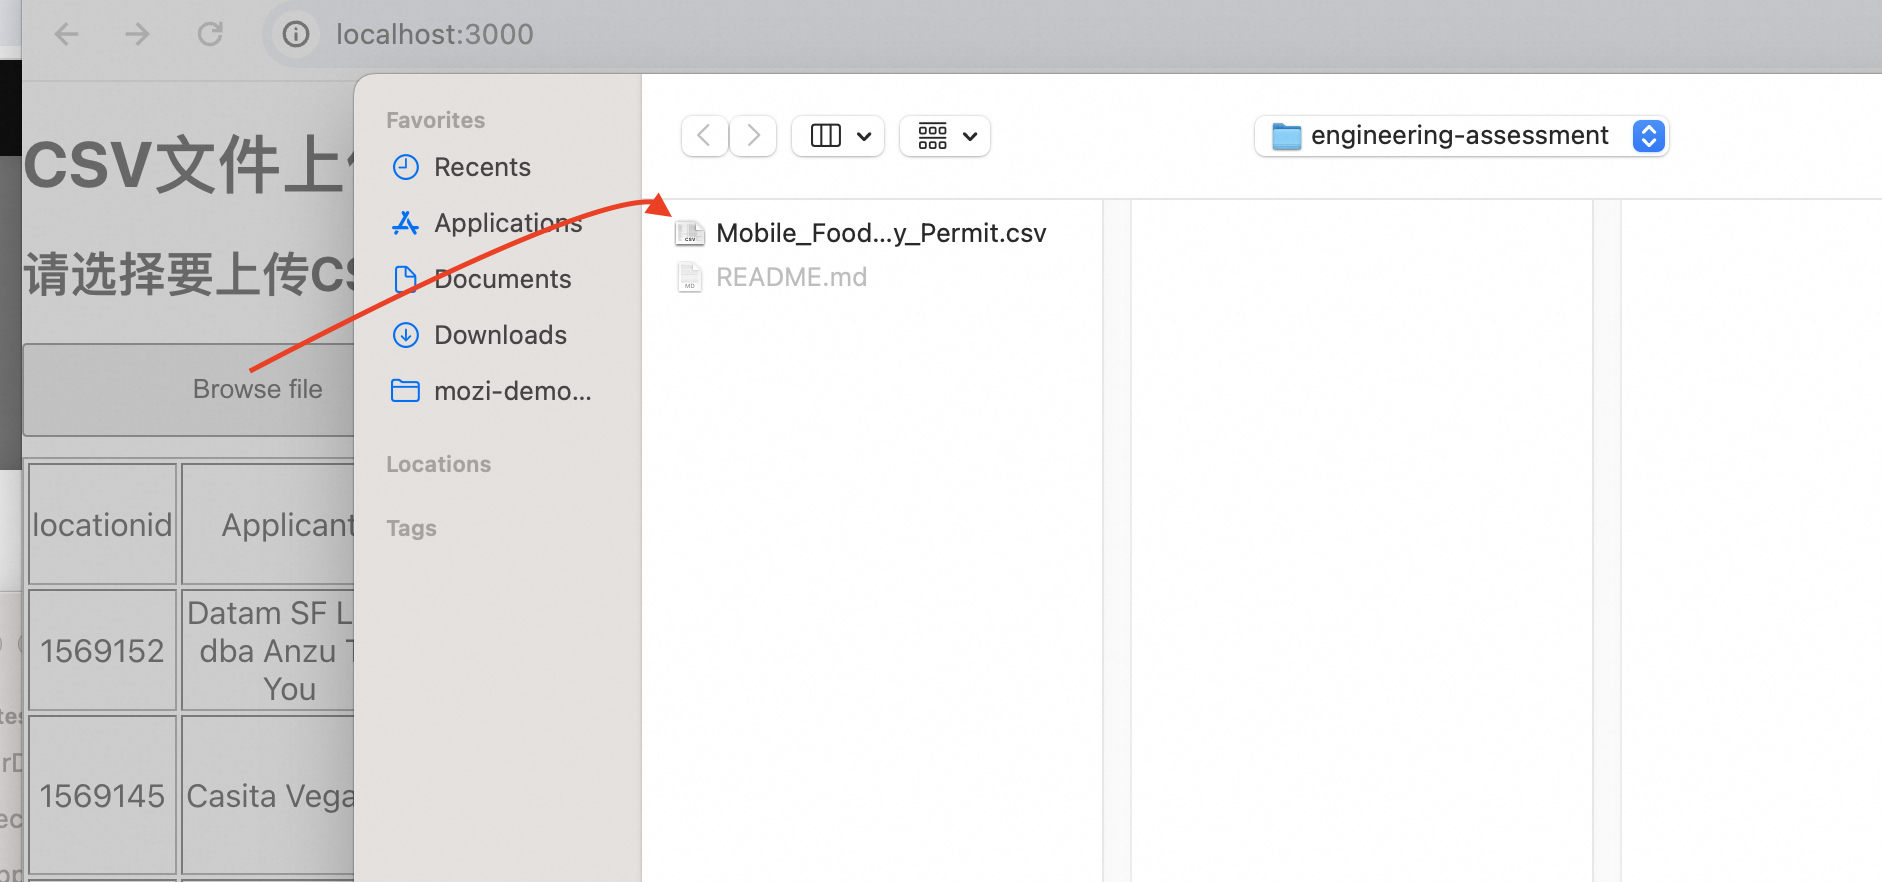 localhost:3000
CSV文件上
请选择要上传CS
Browse file
locationid
Applicant
1569152
Datam SF L
dba Anzu T
You
1569145
Casita Vega
Favorites
Recents
Applications
Documents
Downloads
mozi-demo...
Locations
Tags
engineering-assessment
Mobile_Food...y_Permit.csv
README.md